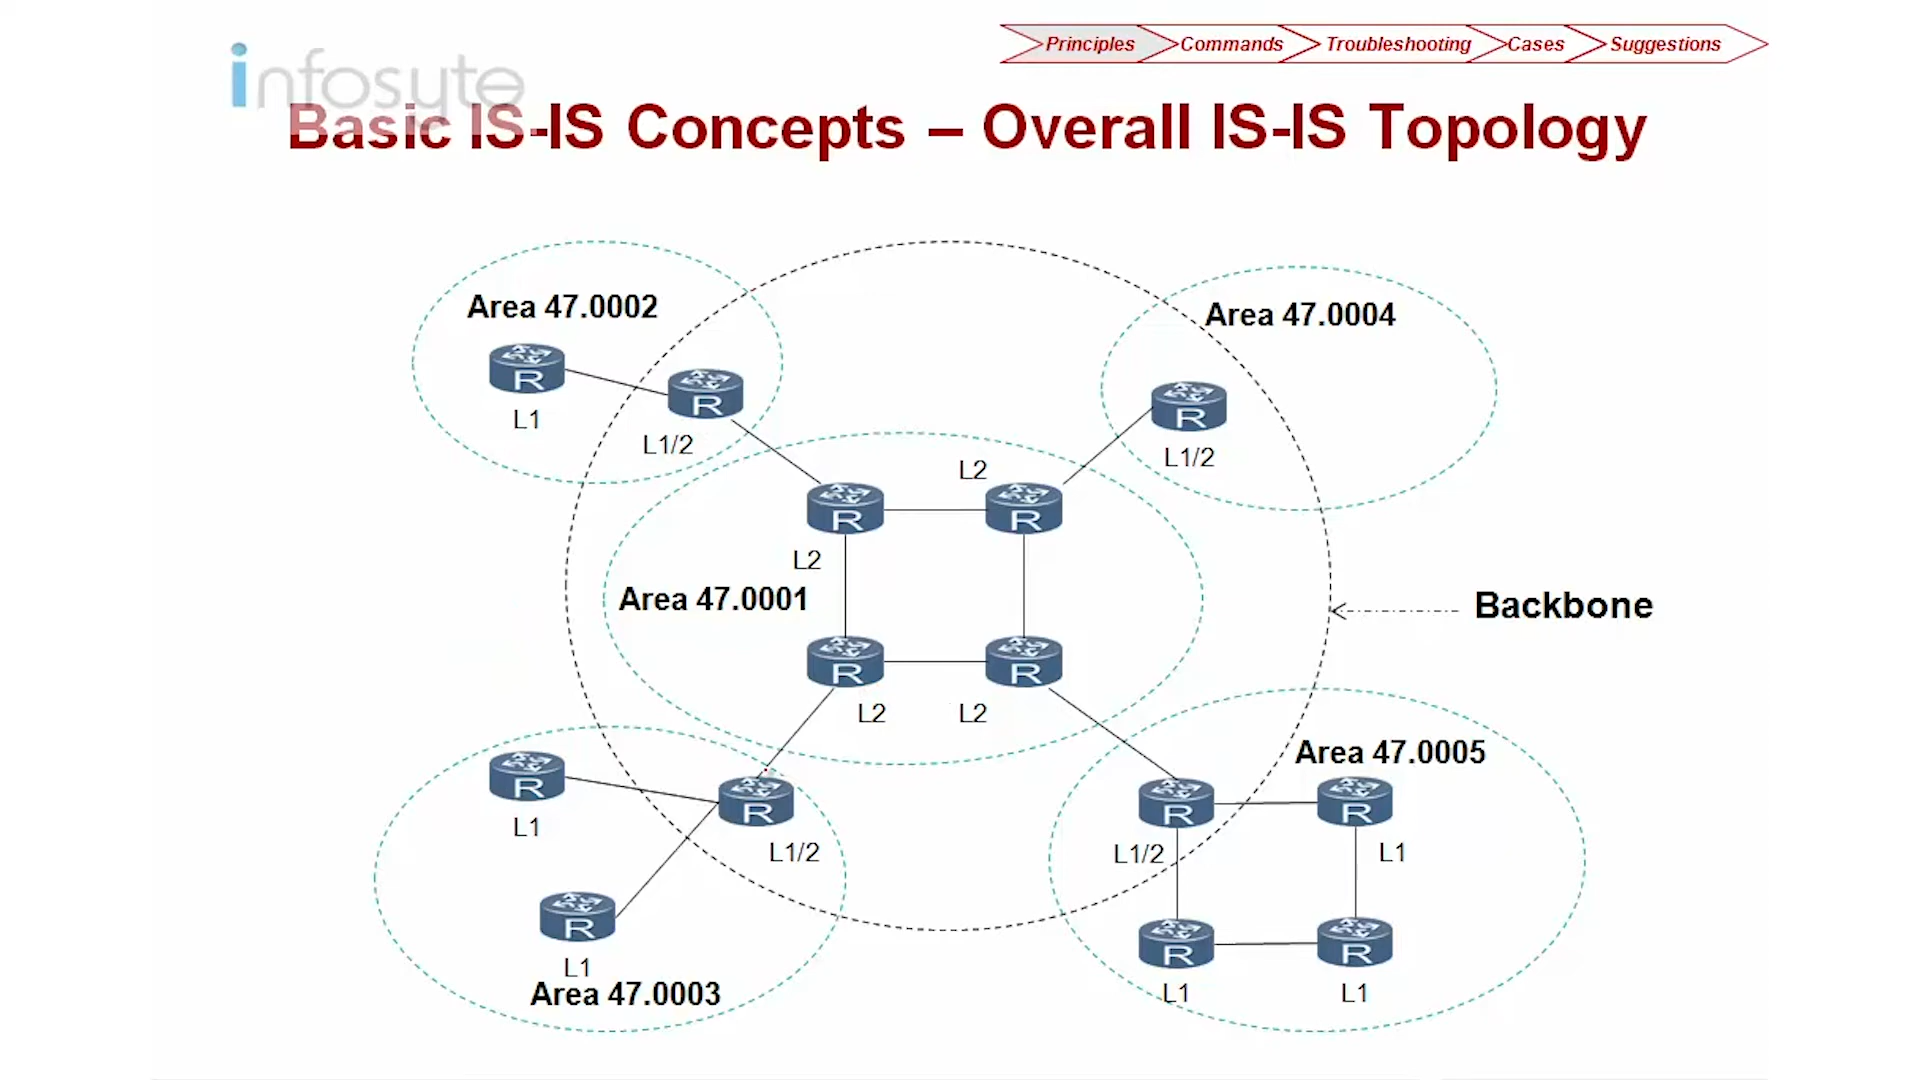 Principles
Commands
Troubleshooting
Cases
Suggestions
infosyte
Basic IS-IS Concepts – Overall IS-IS Topology
Area 47.0002
Area 47.0004
R
R
R
L1
L1/2
L1/2
L2
R
R
L2
Area 47.0001
Backbone
R
R
L2
L2
Area 47.0005
R
R
R
R
L1
L1/2
L1/2
L1
R
R
R
L1
Area 47.0003
L1
L1